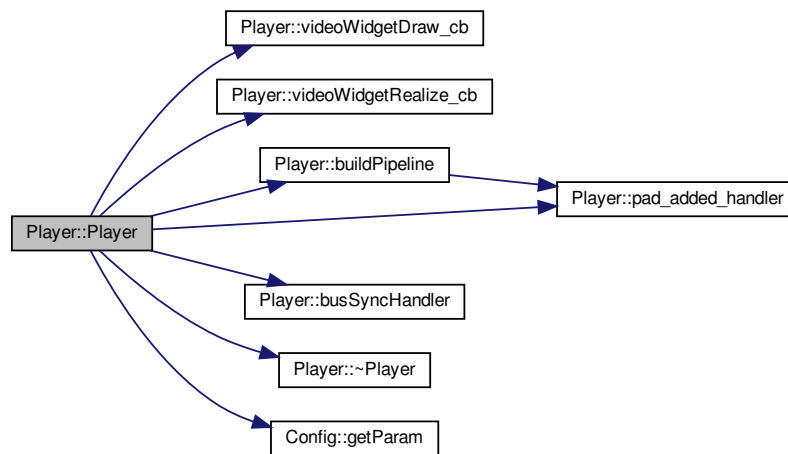 Player::videoWidgetDraw_cb
Player::videoWidgetRealize_cb
Player::buildPipeline
Player::pad_added_handler
Player::Player
Player::busSyncHandler
Player::~Player
Config::getParam